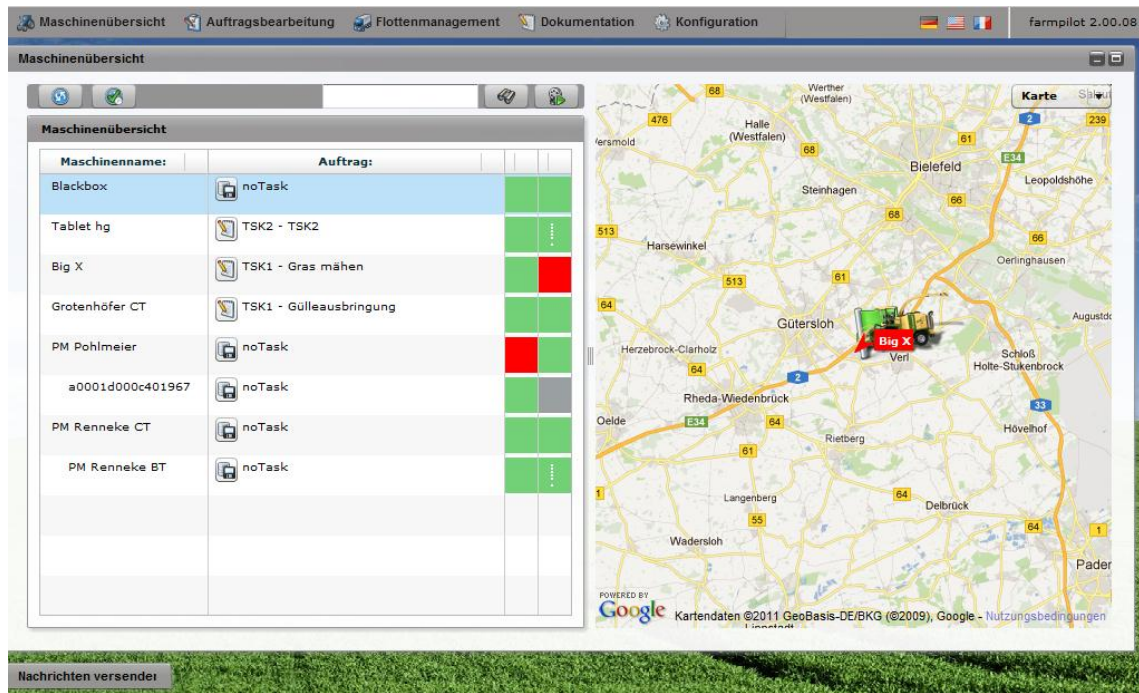 Maschinenübersicht Auftragsbearbeitung Flottenmanagement Dokumentation Konfiguration farmpilot 2.00.08
Maschinenübersicht
Maschinenübersicht
Maschinenname: Auftrag:
Blackbox noTask
Tablet hg TSK2 - TSK2
Big X TSK1 - Gras mähen
Grotenhöfer CT TSK1 - Gülleausbringung
PM Pohlmeier noTask
a0001d000c401967 noTask
PM Renneke CT noTask
PM Renneke BT noTask
Karte
68
Werther
(Westfalen)
2
239
476
Halle
(Westfalen)
61
ersmold
68
E34
Bielefeld
Leopoldshöhe
Steinhagen
66
68
513
66
Harsewinkel
Oerlinghausen
513
61
64
Gütersloh
Augustdo
Big X
Herzebrock-Clarholz
Verl
Schloß
Holte-Stukenbrock
64
2
Rheda-Wiedenbrück
33
Oelde
E34
64
Hövelhof
Rietberg
61
1
Langenberg
64
Delbrück
55
64
1
Wadersloh
Pader
POWERED BY
Google
Kartendaten ©2011 GeoBasis-DE/BKG (©2009), Google - Nutzungsbedingungen
Nachrichten versender